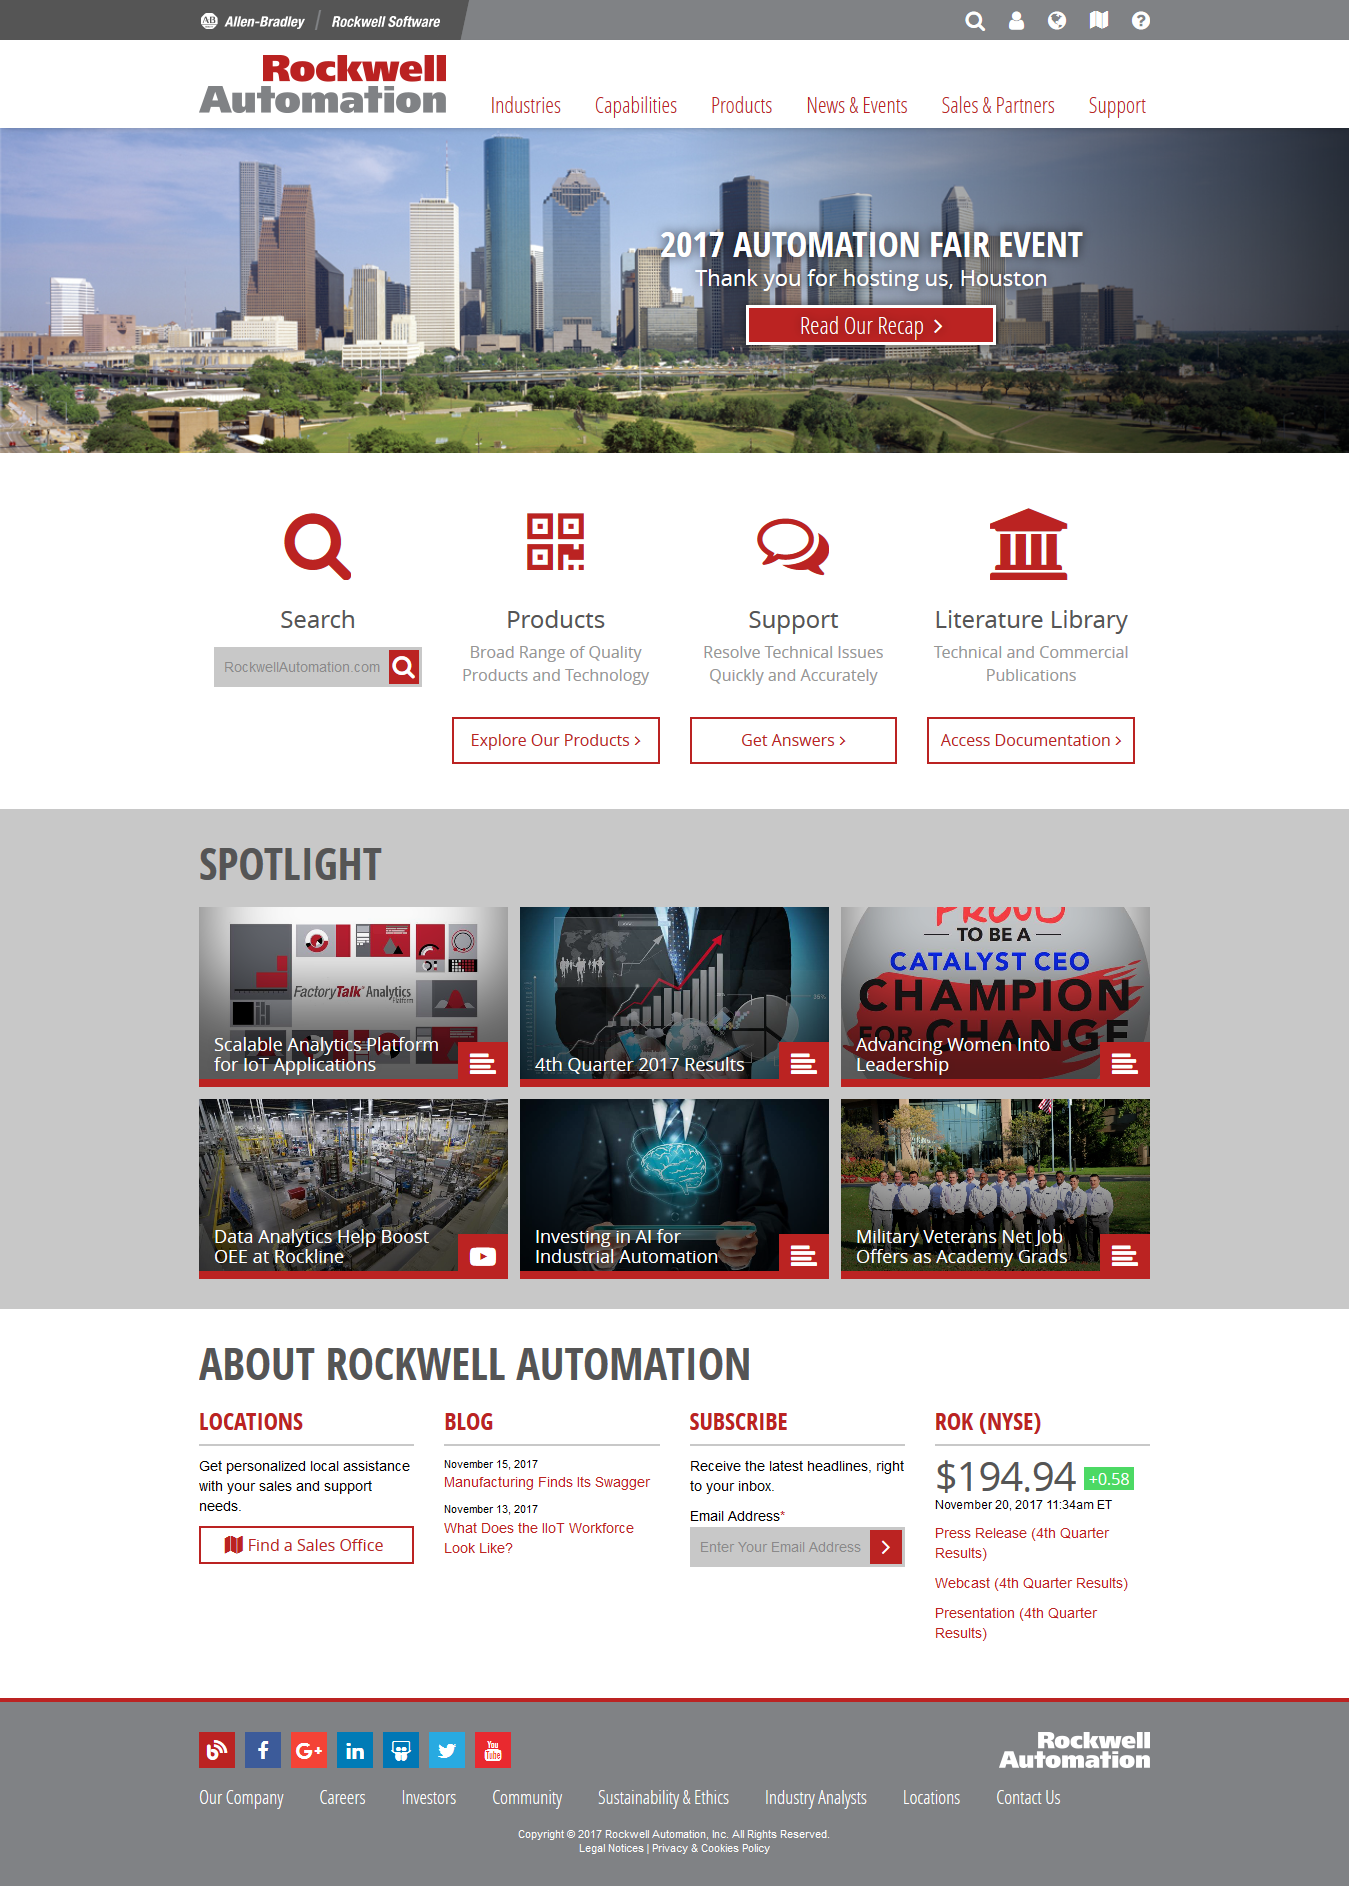 Allen-Bradley
Rockwell Software
Rockwell
Automation
Industries
Capabilities
Products
News & Events
Sales & Partners
Support
2017 AUTOMATION FAIR EVENT
Thank you for hosting us, Houston
Read Our Recap
Search
RockwellAutomation.com
Products
Broad Range of Quality
Products and Technology
Explore Our Products
Support
Resolve Technical Issues
Quickly and Accurately
Get Answers
Literature Library
Technical and Commercial
Publications
Access Documentation
SPOTLIGHT
FactoryTalk Analytics
Platform
Scalable Analytics Platform
for IoT Applications
4th Quarter 2017 Results
PROUD
TO BE A
CATALYST CEO
CHAMPION
FOR CHANGE
Advancing Women Into
Leadership
Data Analytics Help Boost
OEE at Rockline
Investing in AI for
Industrial Automation
Military Veterans Net Job
Offers as Academy Grads
ABOUT ROCKWELL AUTOMATION
LOCATIONS
Get personalized local assistance
with your sales and support
needs.
Find a Sales Office
BLOG
November 15, 2017
Manufacturing Finds Its Swagger
November 13, 2017
What Does the IIoT Workforce
Look Like?
SUBSCRIBE
Receive the latest headlines, right
to your inbox.
Email Address*
Enter Your Email Address
ROK (NYSE)
$194.94 +0.58
November 20, 2017 11:34am ET
Press Release (4th Quarter
Results)
Webcast (4th Quarter Results)
Presentation (4th Quarter
Results)
You
Tube
Rockwell
Automation
Our Company
Careers
Investors
Community
Sustainability & Ethics
Industry Analysts
Locations
Contact Us
Copyright © 2017 Rockwell Automation, Inc. All Rights Reserved.
Legal Notices | Privacy & Cookies Policy